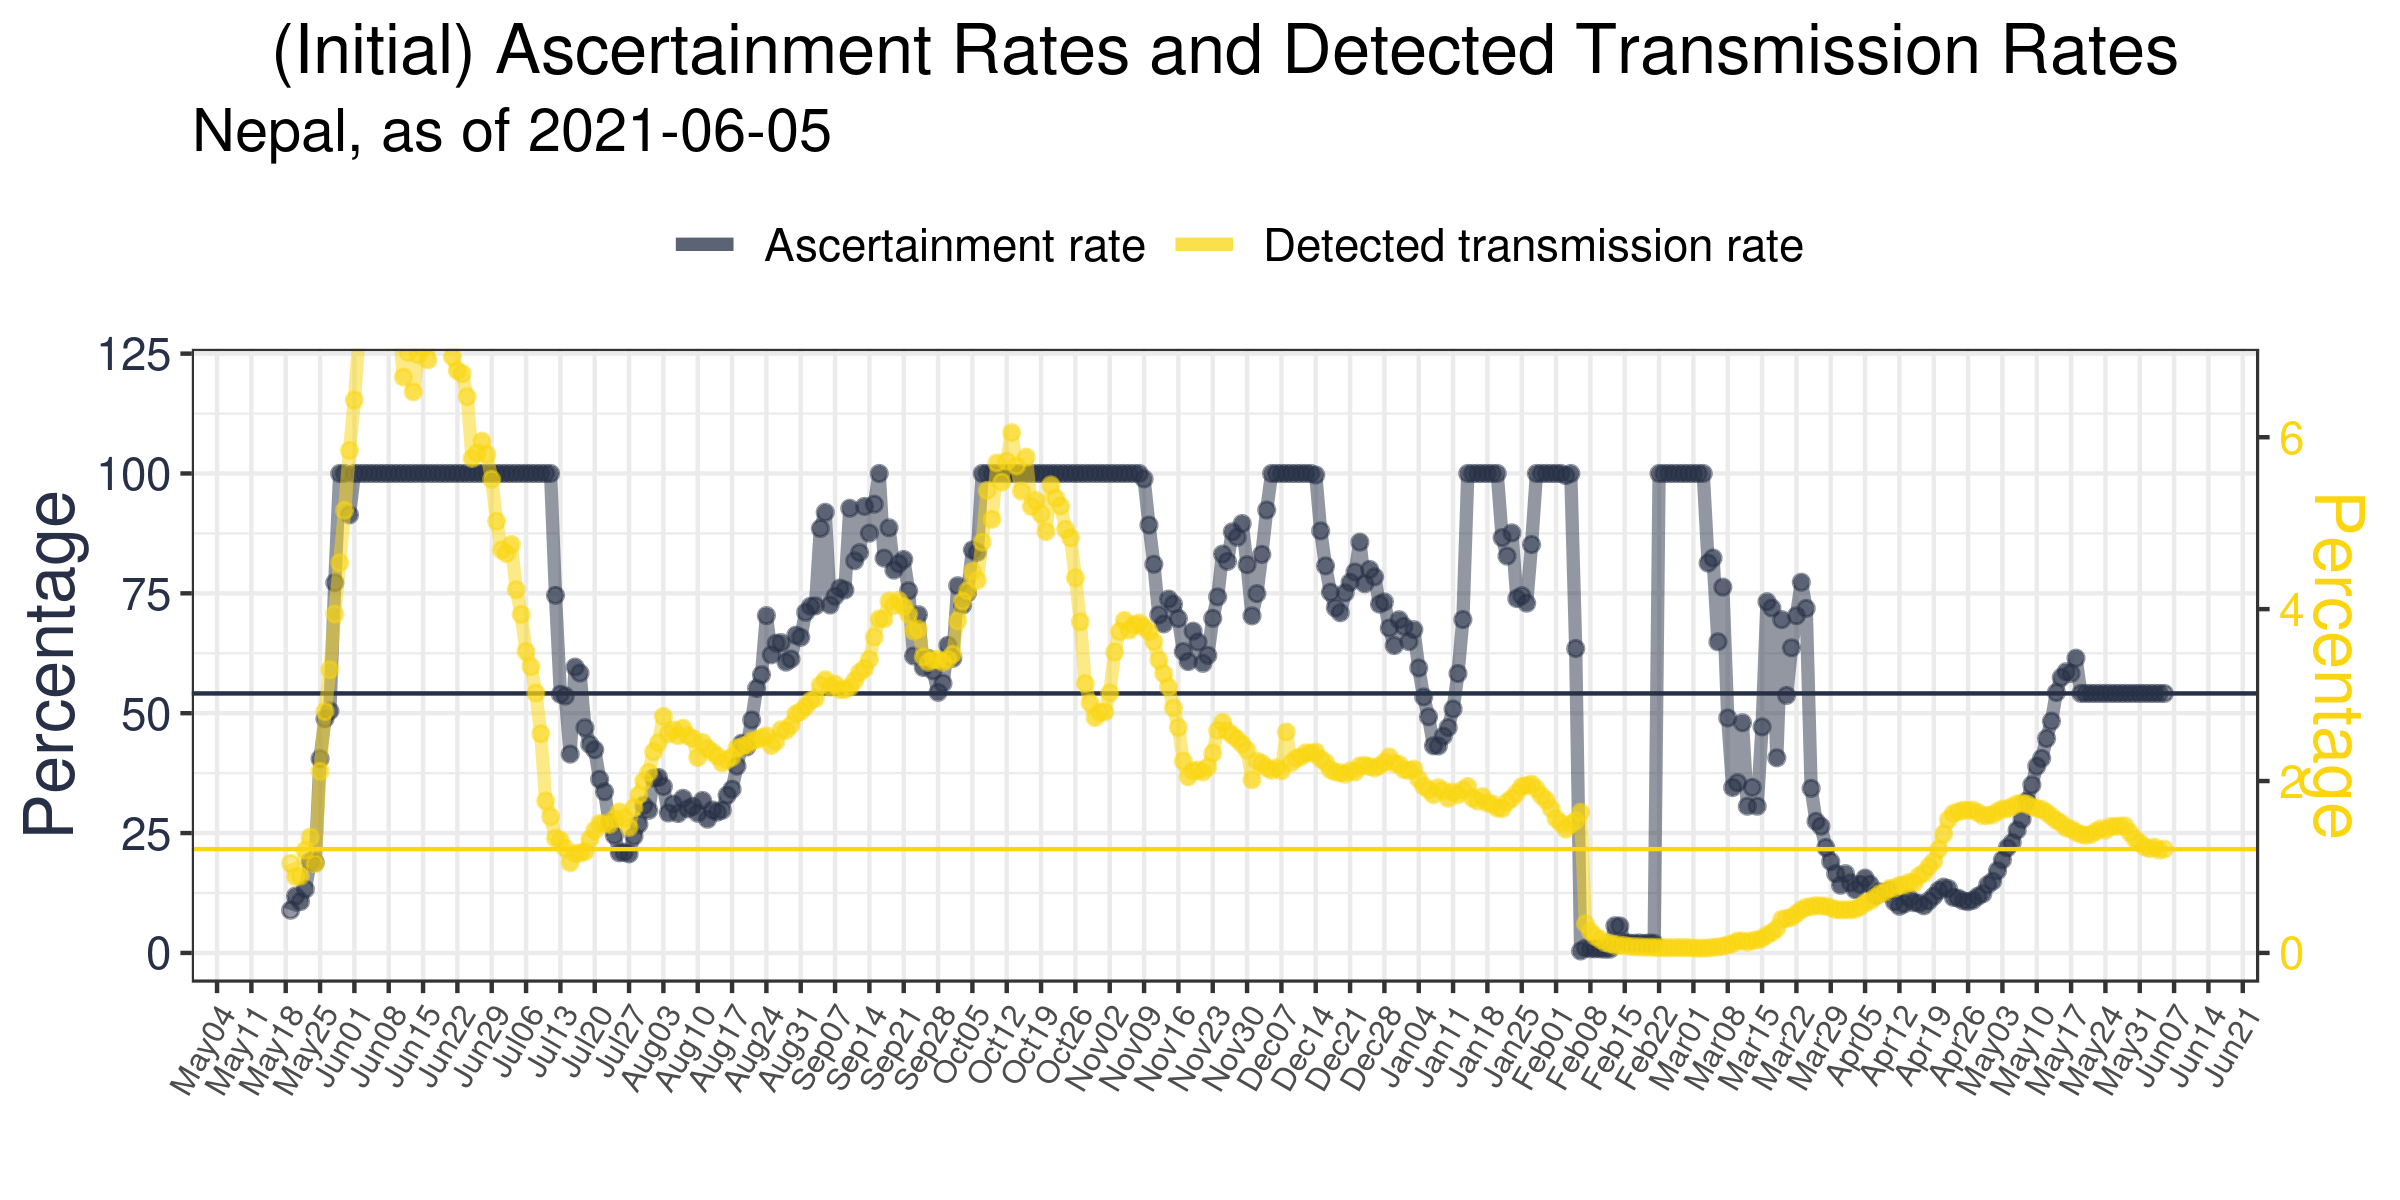 (Initial) Ascertainment Rates and Detected Transmission Rates
Nepal, as of 2021-06-05
Ascertainment rate
Detected transmission rate
125
100
75
50
25
0
Percentage
6
4
2
0
Percentage
May04
May11
May18
May25
Jun01
Jun08
Jun15
Jun22
Jun29
Jul06
Jul13
Jul20
Jul27
Aug03
Aug10
Aug17
Aug24
Aug31
Sep07
Sep14
Sep21
Sep28
Oct05
Oct12
Oct19
Oct26
Nov02
Nov09
Nov16
Nov23
Nov30
Dec07
Dec14
Dec21
Dec28
Jan04
Jan11
Jan18
Jan25
Feb01
Feb08
Feb15
Feb22
Mar01
Mar08
Mar15
Mar22
Mar29
Apr05
Apr12
Apr19
Apr26
May03
May10
May17
May24
May31
Jun07
Jun14
Jun21